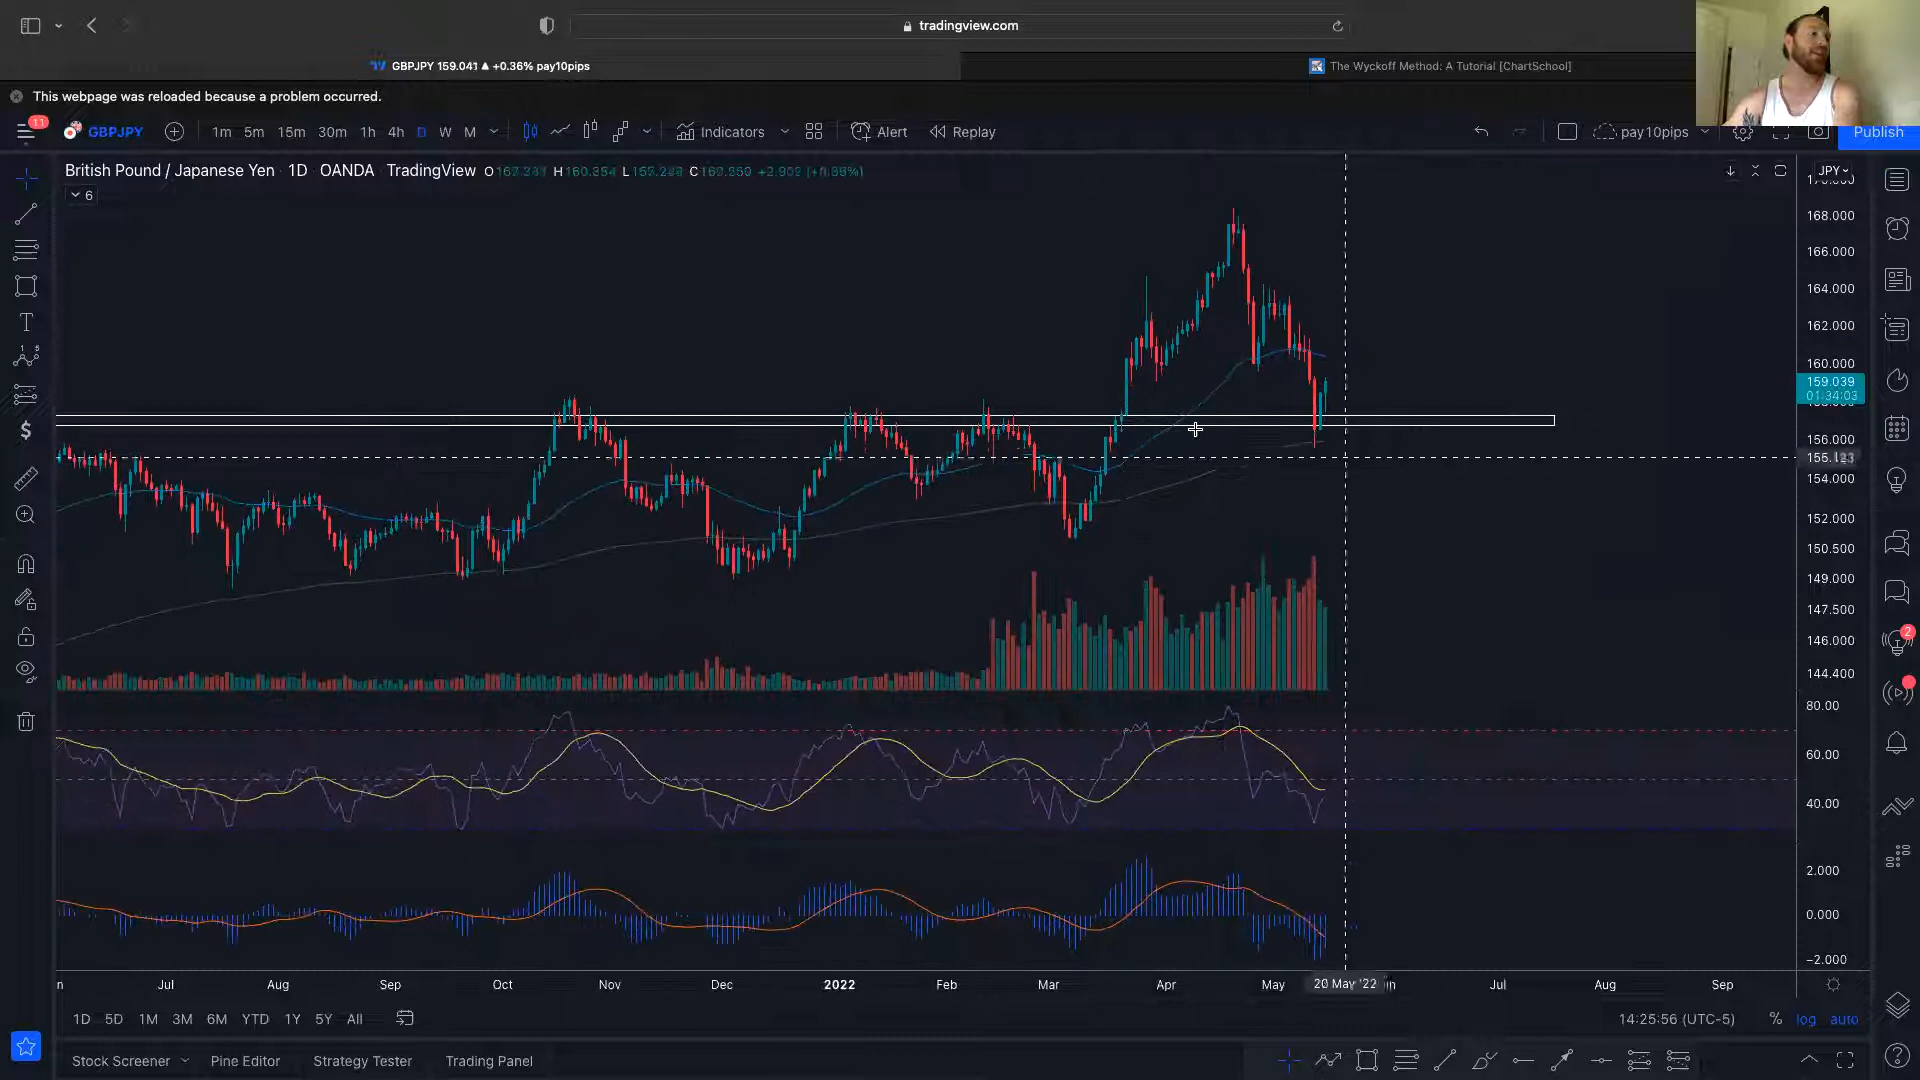 tradingview.com
GBPJPY 159.041 ▲ +0.36% pay10pips
The Wyckoff Method: A Tutorial [ChartSchool]
This webpage was reloaded because a problem occurred.
11
GBPJPY
1m 5m 15m 30m 1h 4h D W M
Indicators
Alert
Replay
pay10pips
Publish
British Pound / Japanese Yen · 1D · OANDA · TradingView
6
JPY
168.000
166.000
164.000
162.000
160.000
159.039
01:34:03
156.000
154.000
152.000
150.500
149.000
147.500
146.000
144.400
80.00
60.00
40.00
2.000
0.000
−2.000
2
Jul Aug Sep Oct Nov Dec 2022 Feb Mar Apr May 20 May '22 Jul Aug Sep
1D 5D 1M 3M 6M YTD 1Y 5Y All
14:25:56 (UTC-5) % log auto
Stock Screener Pine Editor Strategy Tester Trading Panel